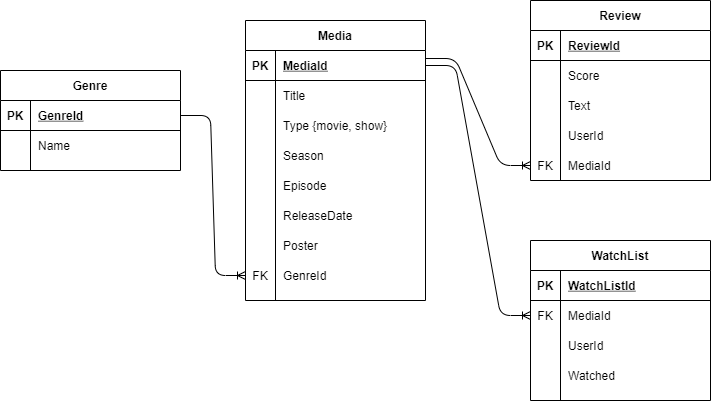 Genre
PK GenreId
Name
Media
PK MediaId
Title
Type {movie, show}
Season
Episode
ReleaseDate
Poster
FK GenreId
Review
PK ReviewId
Score
Text
UserId
FK MediaId
WatchList
PK WatchListId
FK MediaId
UserId
Watched